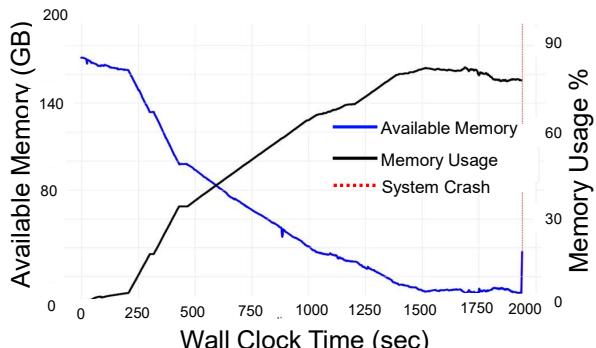 200
140
80
0
Available Memory (GB)
90
60
30
0
Memory Usage %
Available Memory
Memory Usage
System Crash
0 250 500 750 1000 1250 1500 1750 2000
Wall Clock Time (sec)